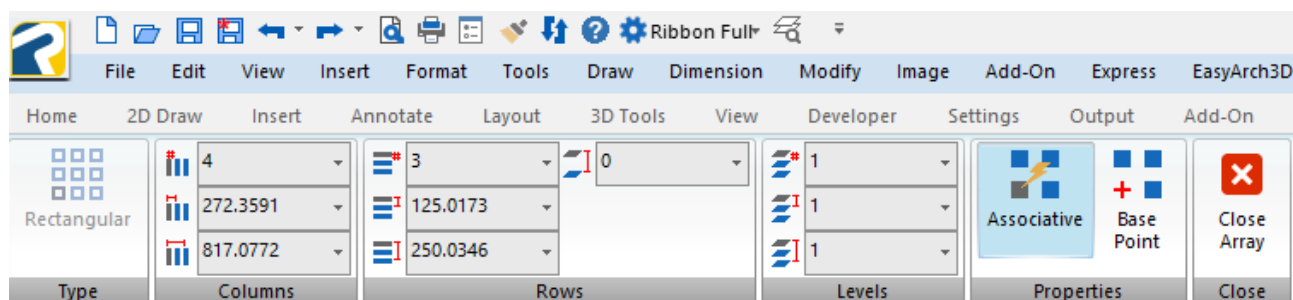 Ribbon Full
File Edit View Insert Format Tools Draw Dimension Modify Image Add-On Express EasyArch3D
Home 2D Draw Insert Annotate Layout 3D Tools View Developer Settings Output Add-On
4 3 0 1
Rectangular 272.3591 125.0173 1 Associative Base Point Close Array
817.0772 250.0346 1
Type Columns Rows Levels Properties Close